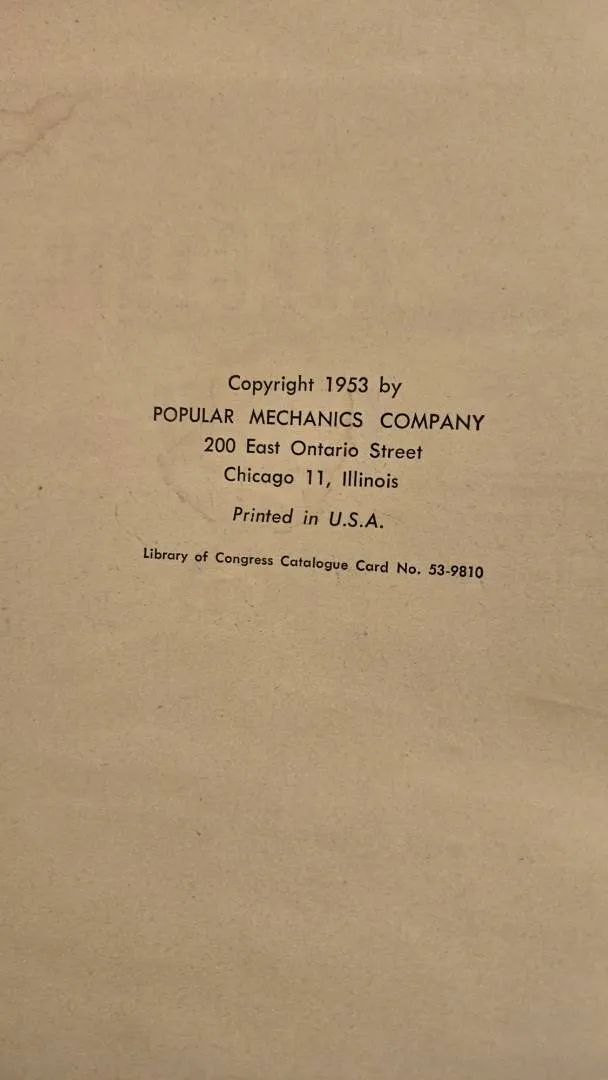 Copyright 1953 by
POPULAR MECHANICS COMPANY
200 East Ontario Street
Chicago 11, Illinois
Printed in U.S.A.
Library of Congress Catalogue Card No. 53-9810